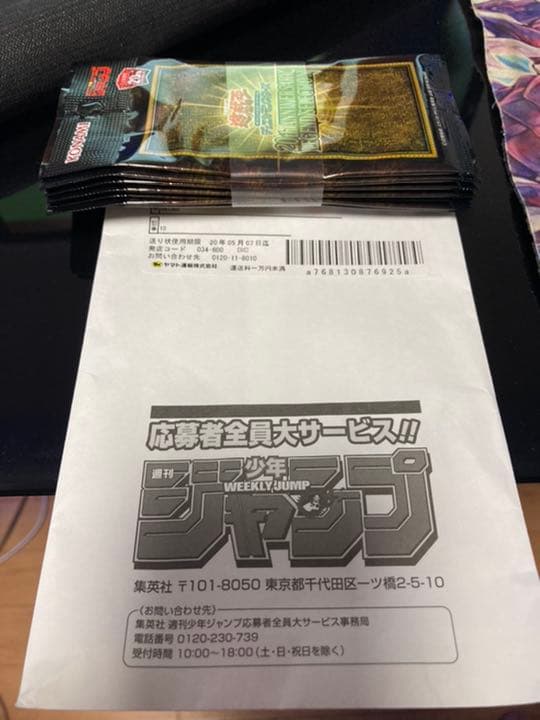 KONAMI
20th ANNIVERSARY
送り状使用期限 20年05月07日迄
発店コード 034-600
お問い合わせ先 0120-11-8010
ヤマト運輸株式会社 運送料一万円未満
a768130876925a
応募者全員大サービス!!
週刊
少年
WEEKLY JUMP
ジャンプ
集英社 〒101-8050 東京都千代田区一ツ橋2-5-10
〈お問い合わせ先〉
集英社 週刊少年ジャンプ応募者全員大サービス事務局
電話番号 0120-230-739
受付時間 10:00~18:00(土・日・祝日を除く)